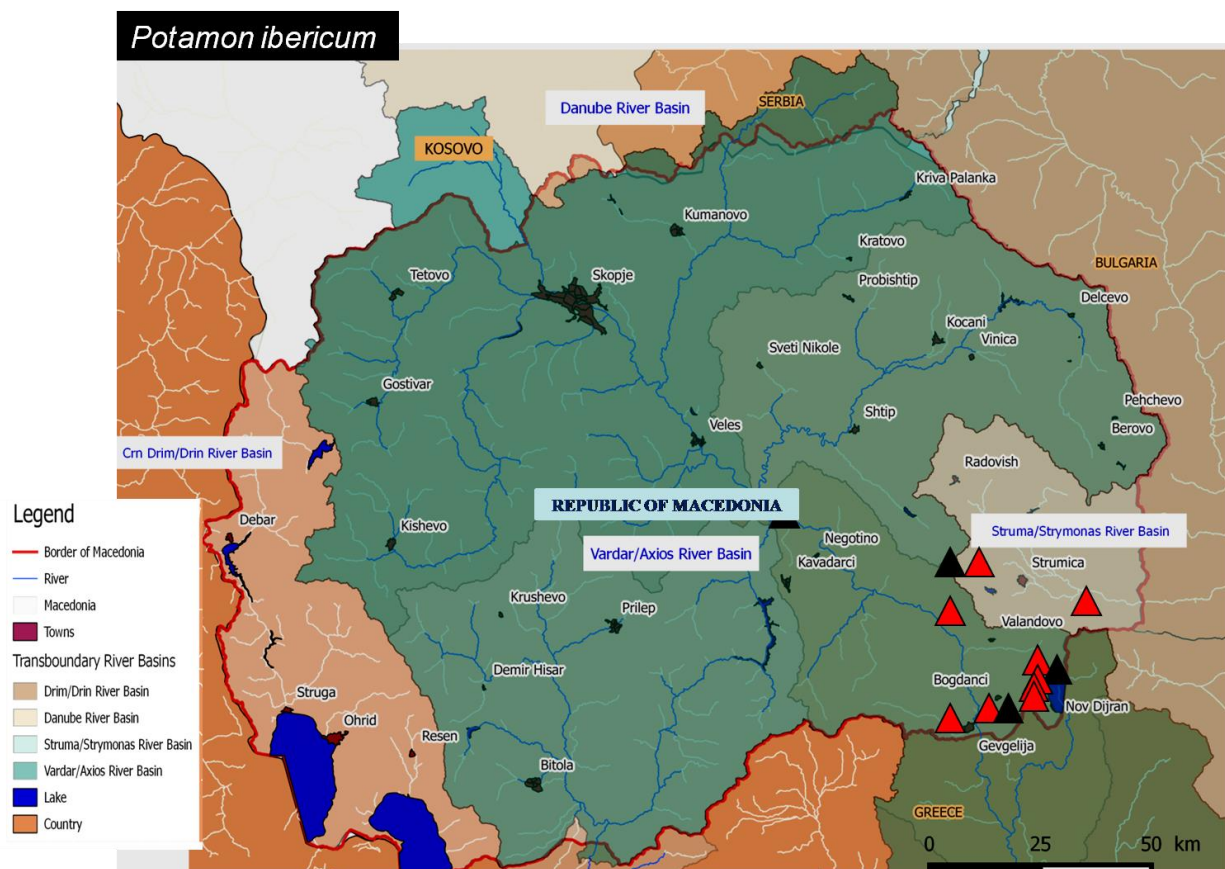 Potamon ibericum
Danube River Basin
SERBIA
KOSOVO
Kriva Palanka
Kumanovo
Kratovo
BULGARIA
Tetovo
Skopje
Probishtip
Delcevo
Kocani
Vinica
Sveti Nikole
Gostivar
Pehchevo
Shtip
Berovo
Veles
Crn Drim/Drin River Basin
Radovish
REPUBLIC OF MACEDONIA
Legend
Border of Macedonia
River
Macedonia
Towns
Transboundary River Basins
Drim/Drin River Basin
Danube River Basin
Struma/Strymonas River Basin
Vardar/Axios River Basin
Lake
Country
Debar
Kishevo
Struma/Strymonas River Basin
Negotino
Vardar/Axios River Basin
Kavadarci
Strumica
Krushevo
Prilep
Valandovo
Demir Hisar
Bogdanci
Struga
Nov Dijran
Ohrid
Resen
Gevgelija
Bitola
GREECE
0 25 50 km